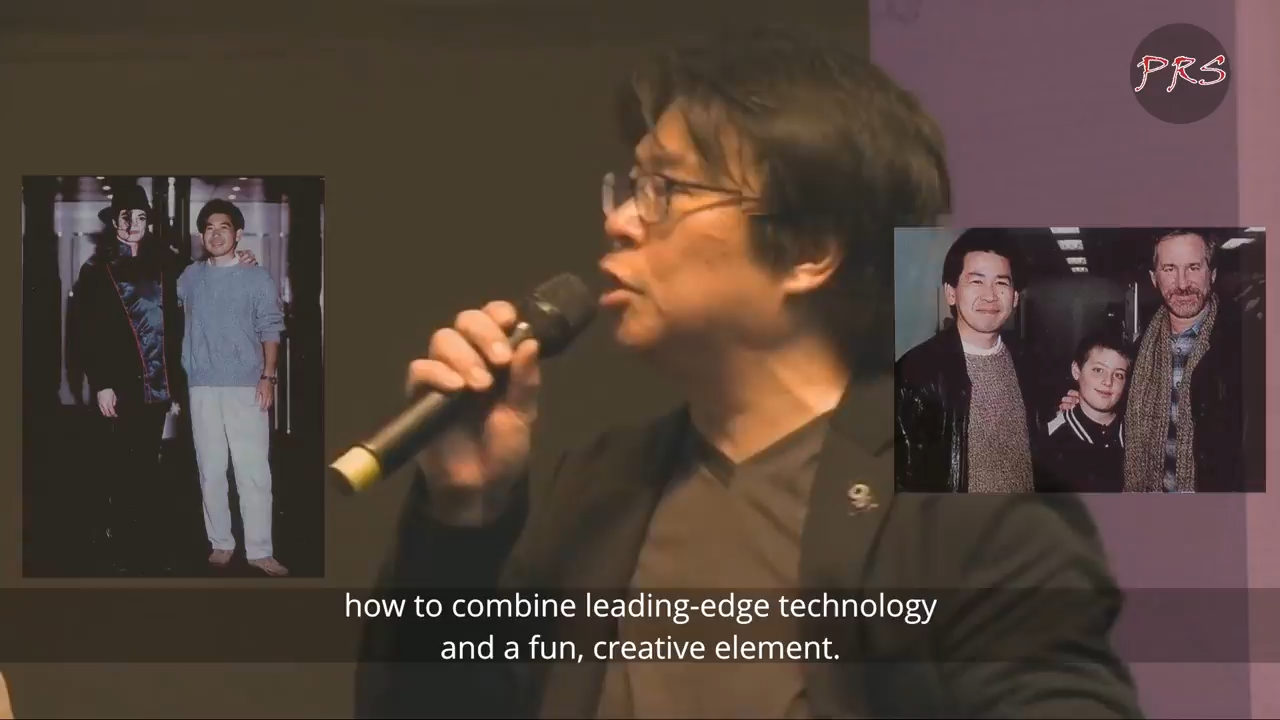 PRS
how to combine leading-edge technology
and a fun, creative element.